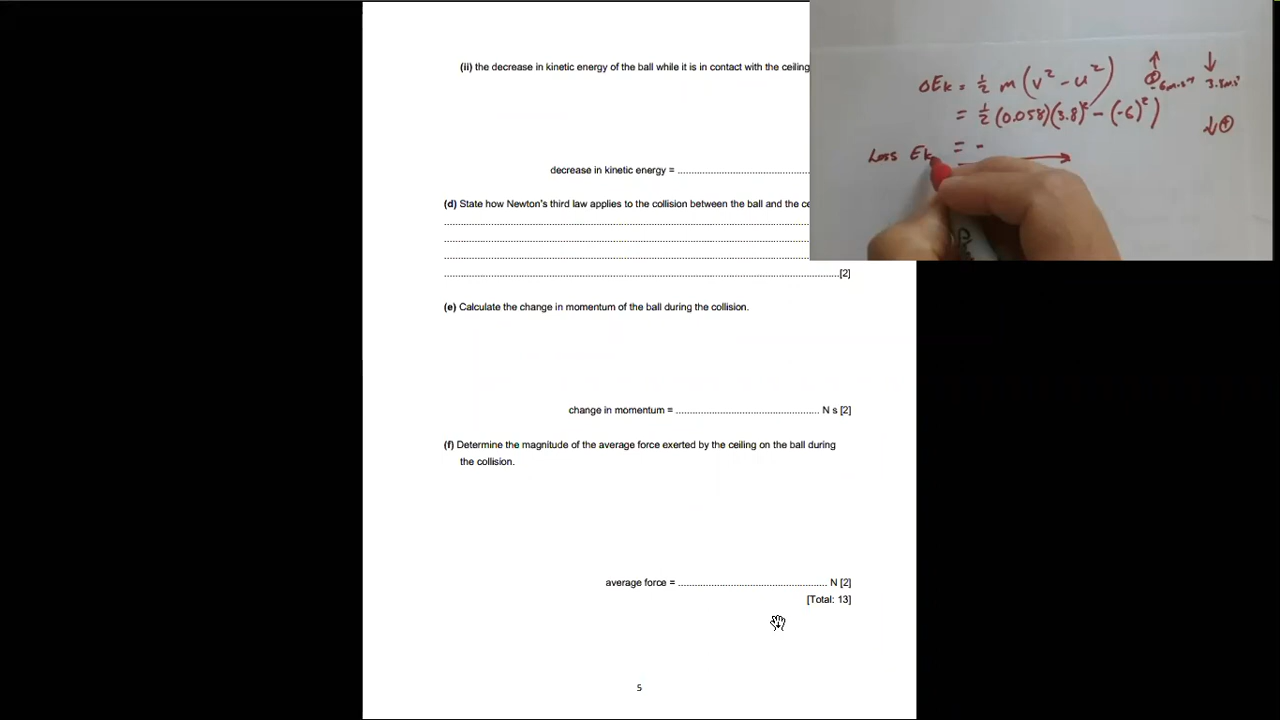 (ii) the decrease in kinetic energy of the ball while it is in contact with the ceiling
decrease in kinetic energy = ..........................................
(d) State how Newton's third law applies to the collision between the ball and the ce
..........................................................................................
..........................................................................................
..........................................................................................
..........................................................................................[2]
(e) Calculate the change in momentum of the ball during the collision.
change in momentum = ................................................ N s [2]
(f) Determine the magnitude of the average force exerted by the ceiling on the ball during
the collision.
average force = .................................................. N [2]
[Total: 13]
5
ΔEk = ½ m(v² - u²)
= ½(0.058)(3.8)² - (-6)²)
Loss Ek = -
↑ ↓
↓ ⊕